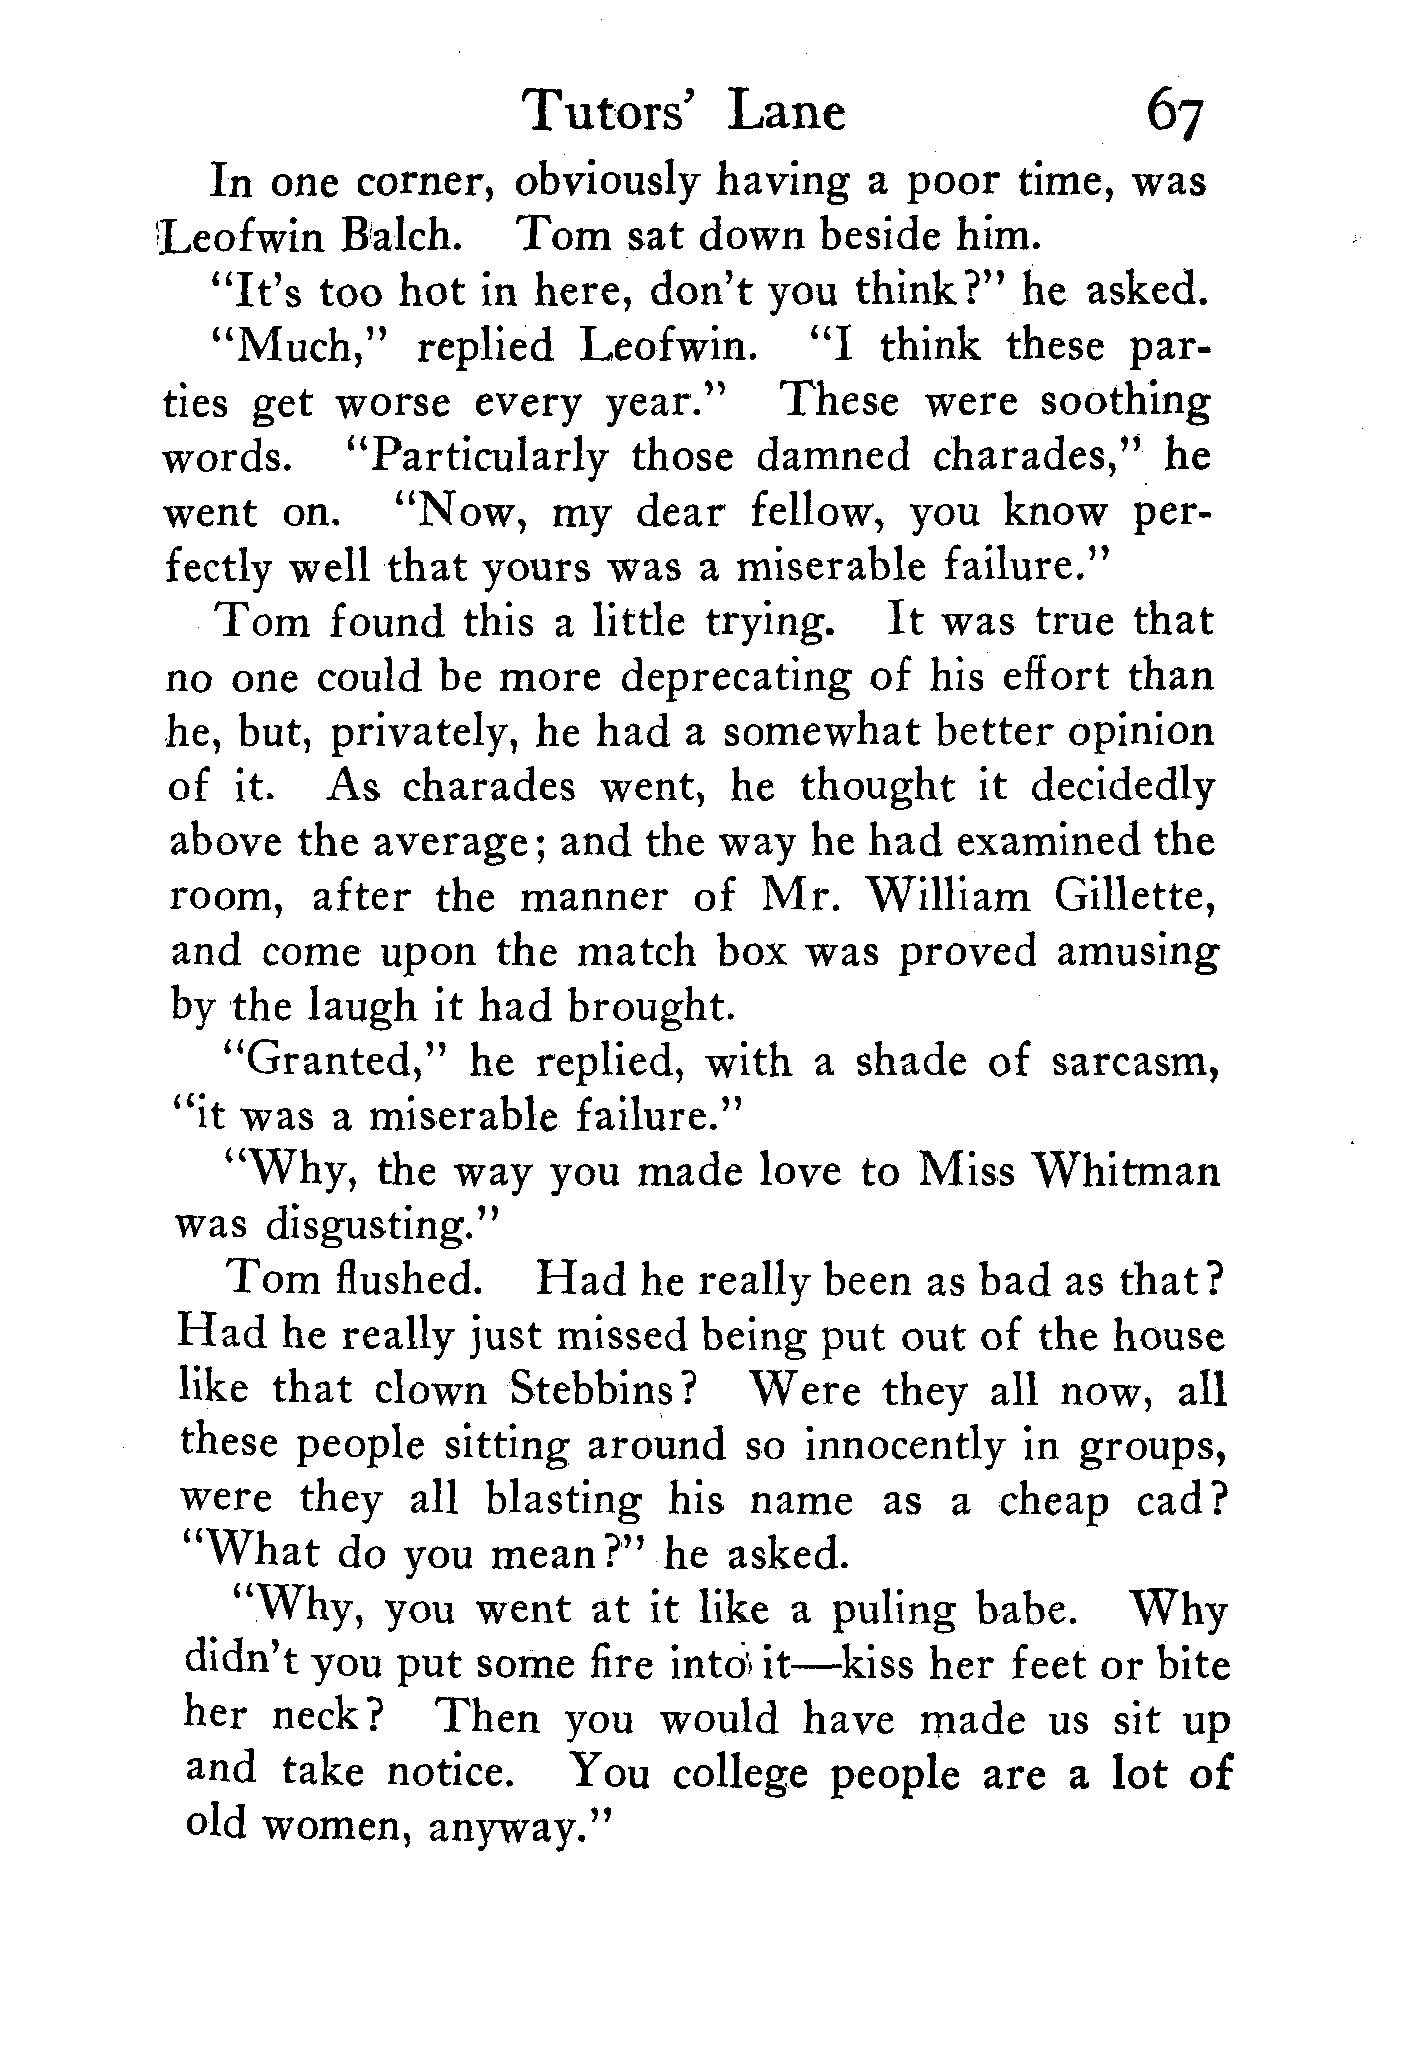 Tutors' Lane 67
In one corner, obviously having a poor time, was
Leofwin Balch. Tom sat down beside him.
"It's too hot in here, don't you think?" he asked.
"Much," replied Leofwin. "I think these par-
ties get worse every year." These were soothing
words. "Particularly those damned charades," he
went on. "Now, my dear fellow, you know per-
fectly well that yours was a miserable failure."
Tom found this a little trying. It was true that
no one could be more deprecating of his effort than
he, but, privately, he had a somewhat better opinion
of it. As charades went, he thought it decidedly
above the average; and the way he had examined the
room, after the manner of Mr. William Gillette,
and come upon the match box was proved amusing
by the laugh it had brought.
"Granted," he replied, with a shade of sarcasm,
"it was a miserable failure."
"Why, the way you made love to Miss Whitman
was disgusting."
Tom flushed. Had he really been as bad as that?
Had he really just missed being put out of the house
like that clown Stebbins? Were they all now, all
these people sitting around so innocently in groups,
were they all blasting his name as a cheap cad?
"What do you mean?" he asked.
"Why, you went at it like a puling babe. Why
didn't you put some fire into it—kiss her feet or bite
her neck? Then you would have made us sit up
and take notice. You college people are a lot of
old women, anyway."